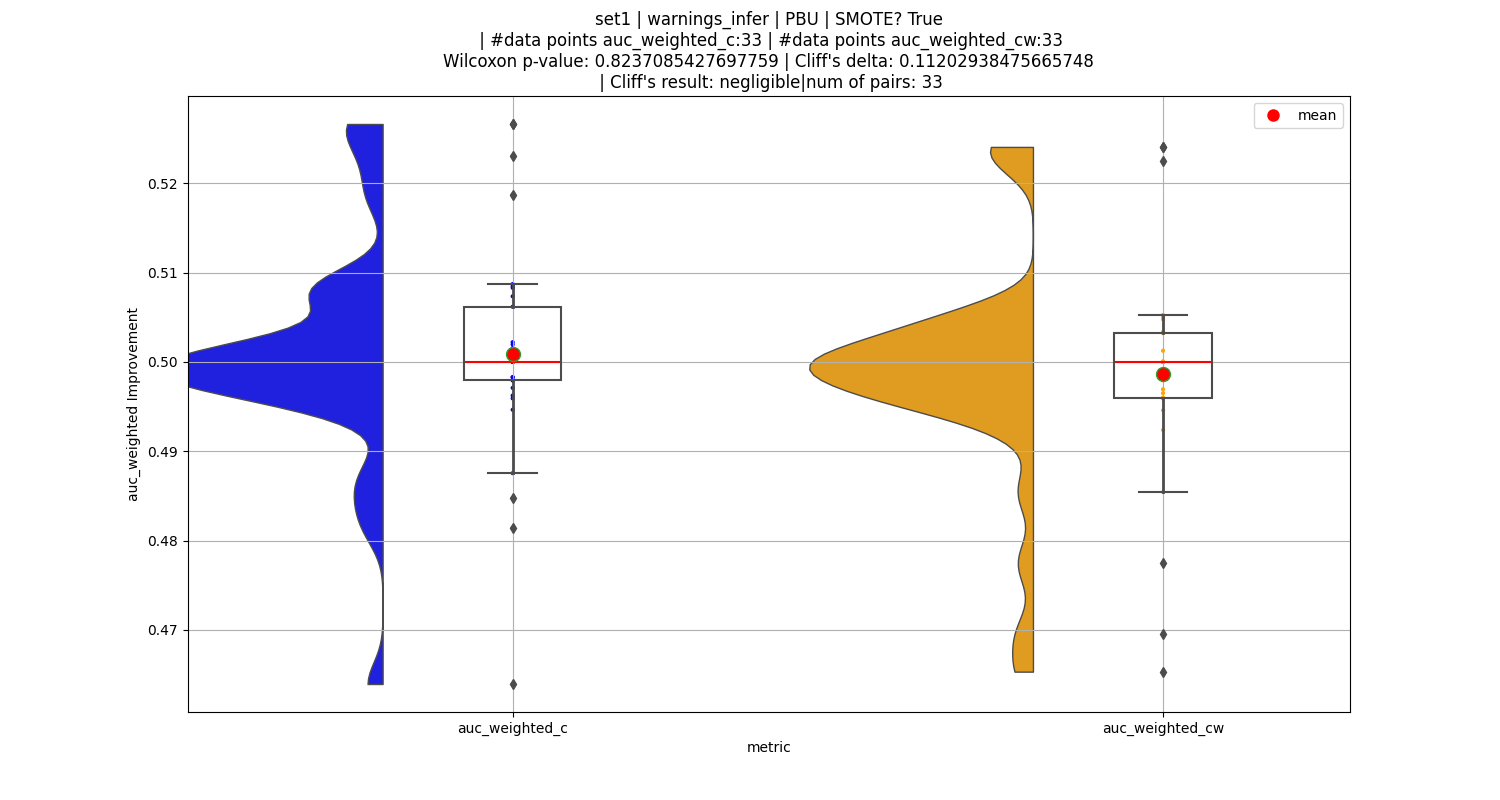 set1 | warnings_infer | PBU | SMOTE? True
| #data points auc_weighted_c:33 | #data points auc_weighted_cw:33
Wilcoxon p-value: 0.8237085427697759 | Cliff's delta: 0.11202938475665748
| Cliff's result: negligible|num of pairs: 33
mean
0.52
0.51
0.50
0.49
0.48
0.47
auc_weighted Improvement
auc_weighted_c
auc_weighted_cw
metric